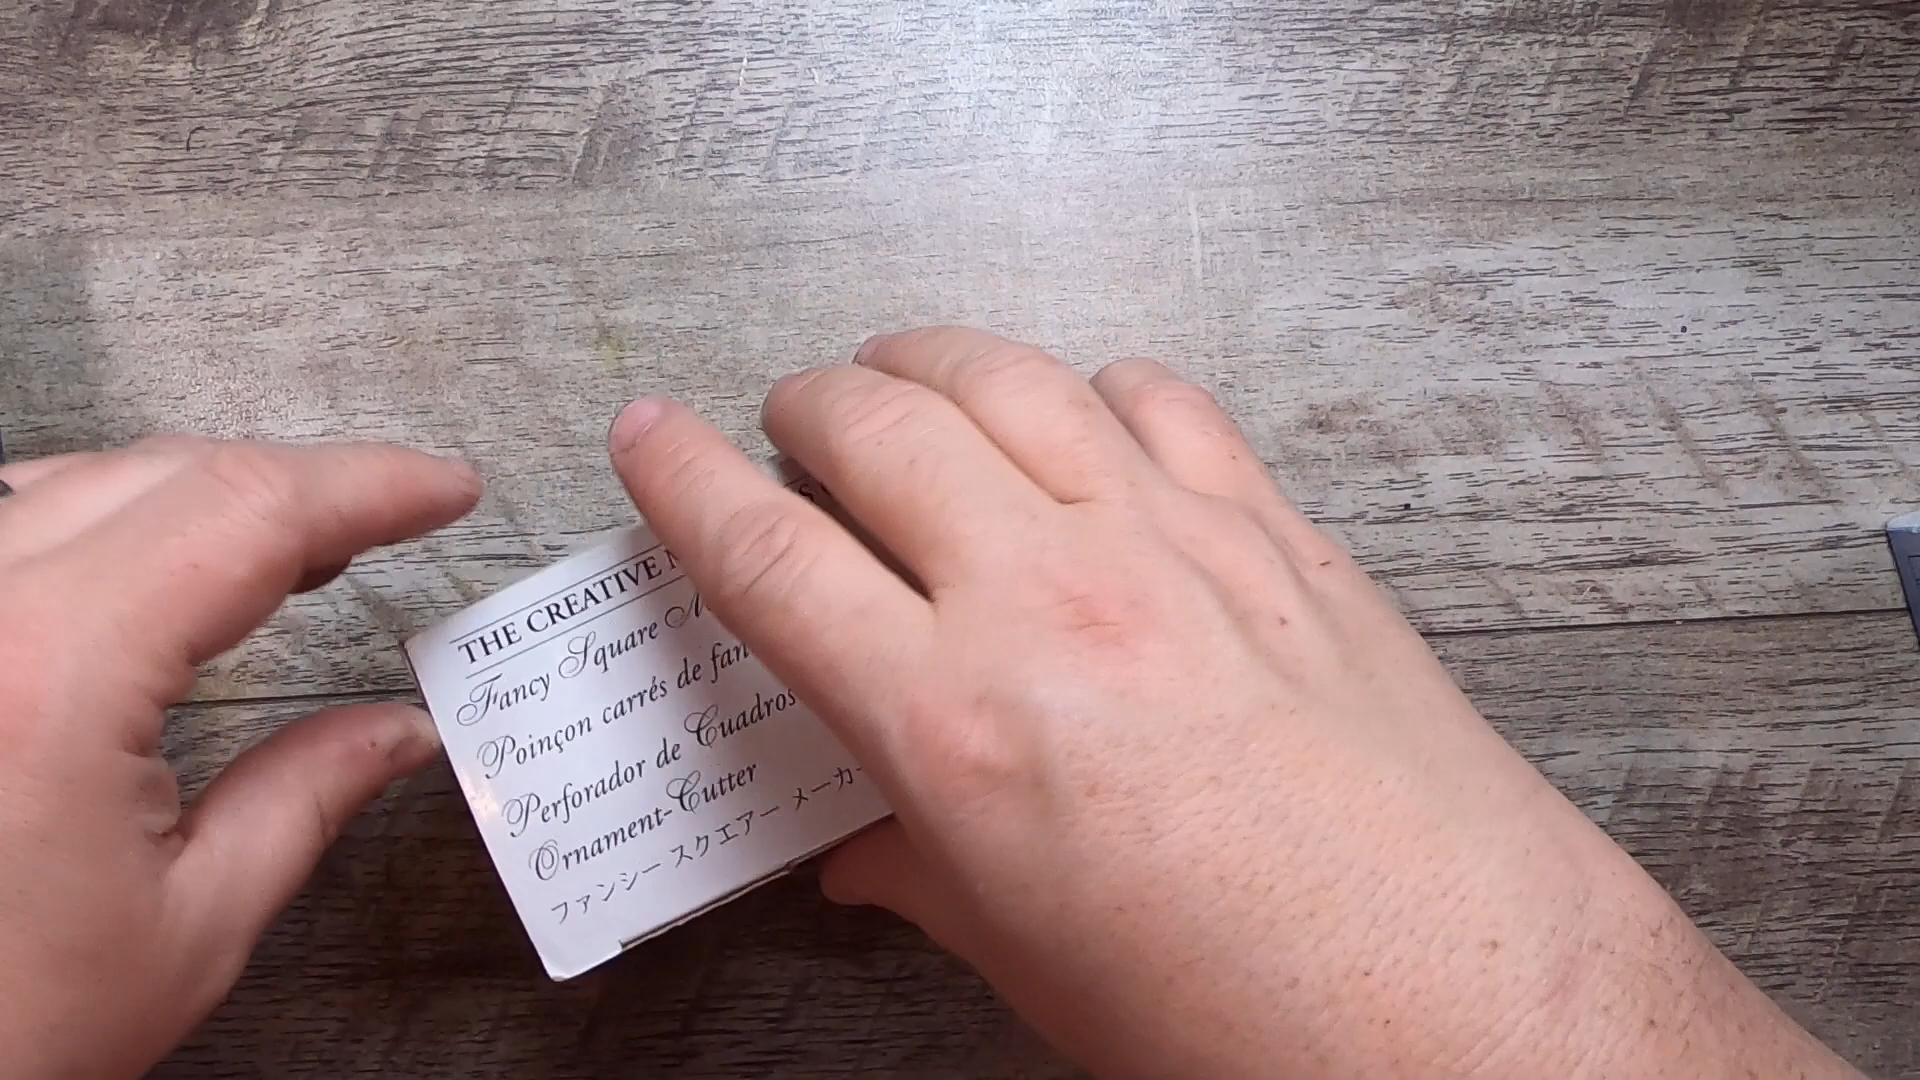 THE CREATIVE
Fancy Square
Poinçon carrés de
Perforador de Cuadros
Ornament-Cutter
ファンシー スクエアー メーカー